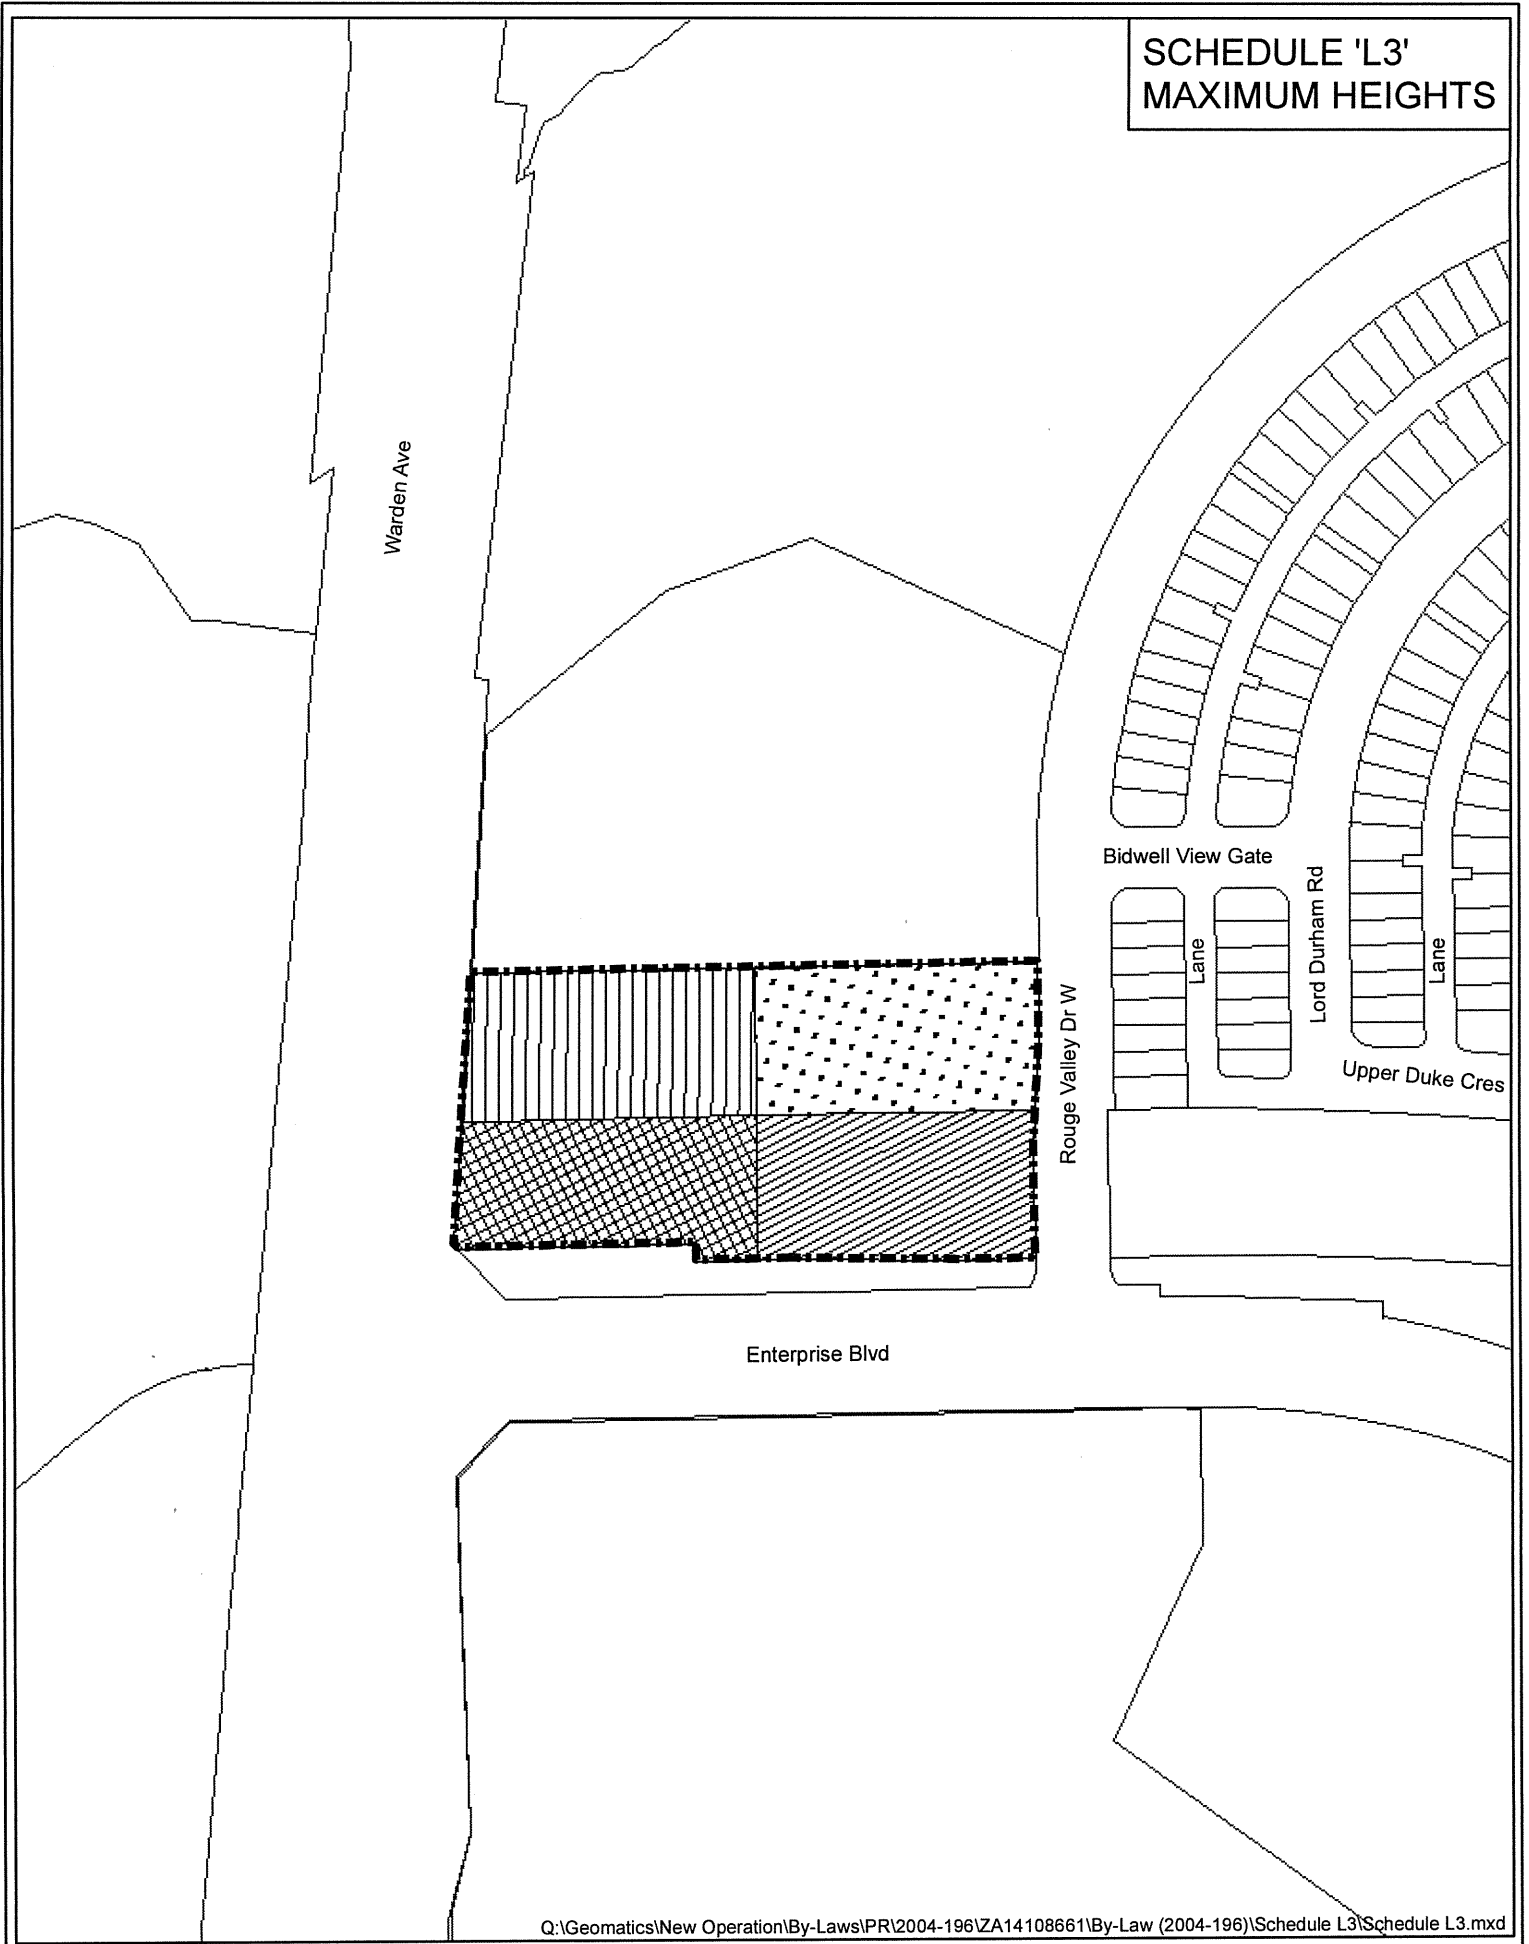 SCHEDULE 'L3'
MAXIMUM HEIGHTS
Warden Ave
Bidwell View Gate
Lane
Lord Durham Rd
Lane
Rouge Valley Dr W
Upper Duke Cres
Enterprise Blvd
Q:\Geomatics\New Operation\By-Laws\PR\2004-196\ZA14108661\By-Law (2004-196)\Schedule L3\Schedule L3.mxd